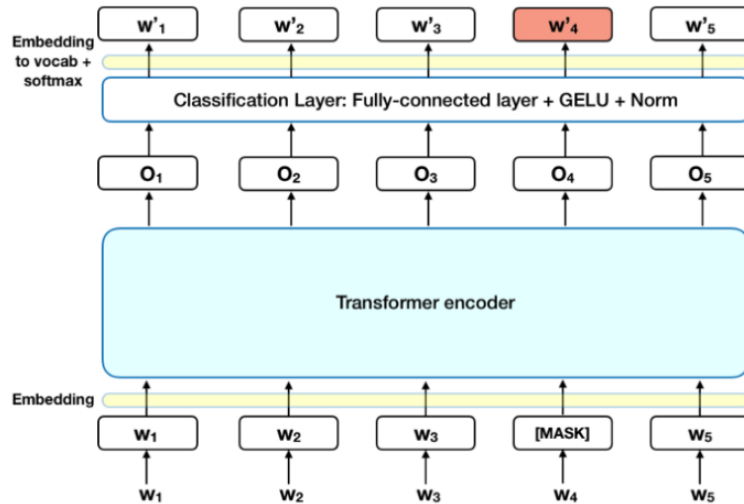 Embedding to vocab + softmax
w'₁ w'₂ w'₃ w'₄ w'₅
Classification Layer: Fully-connected layer + GELU + Norm
O₁ O₂ O₃ O₄ O₅
Transformer encoder
Embedding
W₁ W₂ W₃ [MASK] W₅
W₁ W₂ W₃ W₄ W₅